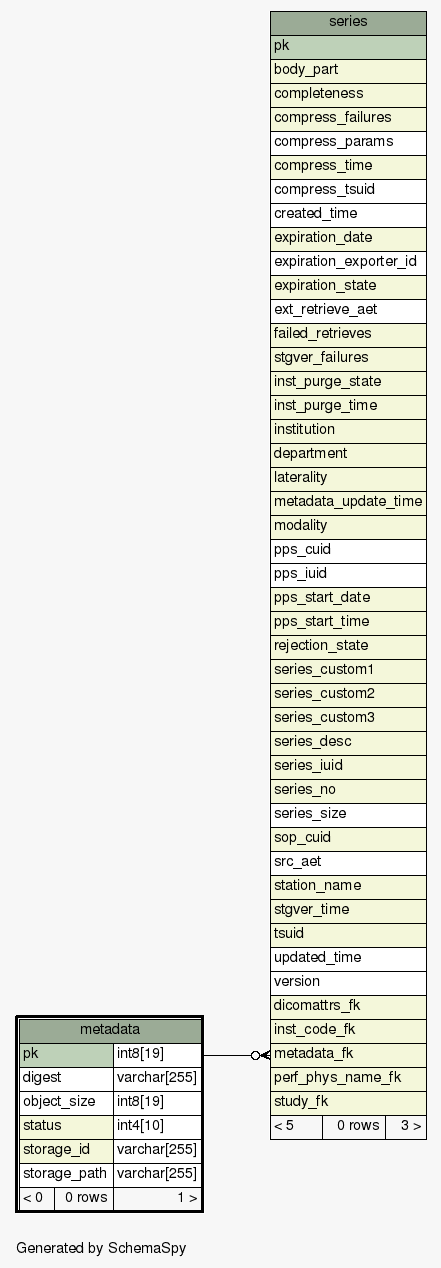 series
pk
body_part
completeness
compress_failures
compress_params
compress_time
compress_tsuid
created_time
expiration_date
expiration_exporter_id
expiration_state
ext_retrieve_aet
failed_retrieves
stgver_failures
inst_purge_state
inst_purge_time
institution
department
laterality
metadata_update_time
modality
pps_cuid
pps_iuid
pps_start_date
pps_start_time
rejection_state
series_custom1
series_custom2
series_custom3
series_desc
series_iuid
series_no
series_size
sop_cuid
src_aet
station_name
stgver_time
tsuid
updated_time
version
dicomattrs_fk
inst_code_fk
metadata_fk
perf_phys_name_fk
study_fk
< 5 0 rows 3 >
metadata
pk int8[19]
digest varchar[255]
object_size int8[19]
status int4[10]
storage_id varchar[255]
storage_path varchar[255]
< 0 0 rows 1 >
Generated by SchemaSpy